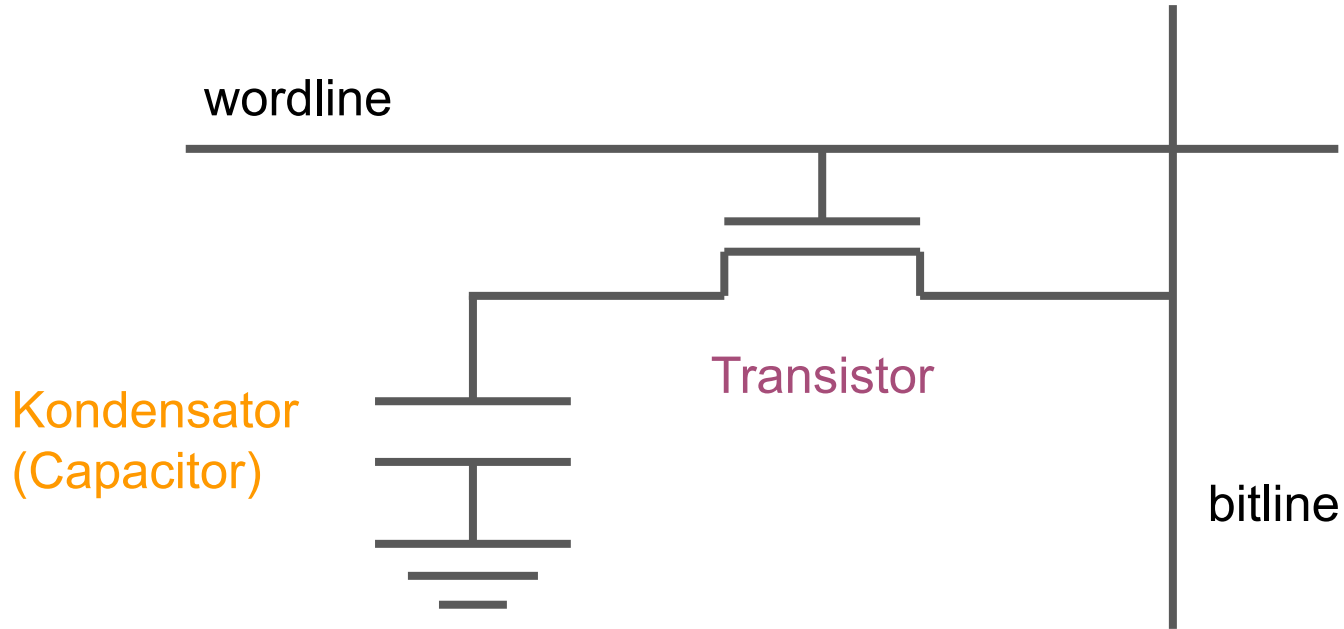 wordline
Transistor
Kondensator
(Capacitor)
bitline